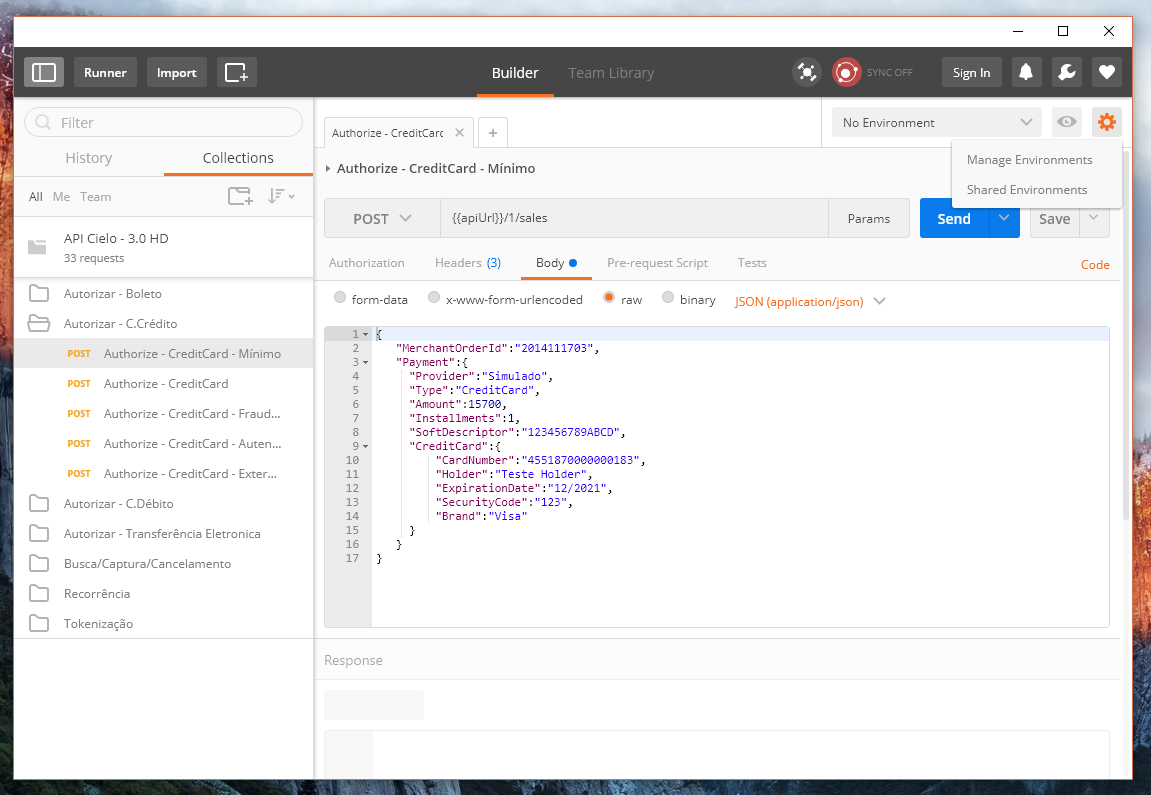 Runner Import Builder Team Library SYNC OFF Sign In
Filter
History Collections
All Me Team
API Cielo - 3.0 HD
33 requests
Autorizar - Boleto
Autorizar - C.Crédito
POST Authorize - CreditCard - Mínimo
POST Authorize - CreditCard
POST Authorize - CreditCard - Fraud...
POST Authorize - CreditCard - Auten...
POST Authorize - CreditCard - Exter...
Autorizar - C.Débito
Autorizar - Transferência Eletronica
Busca/Captura/Cancelamento
Recorrência
Tokenização
Authorize - CreditCard
No Environment
Manage Environments
Shared Environments
Authorize - CreditCard - Mínimo
POST {{apiUrl}}/1/sales Params Send Save
Authorization Headers (3) Body Pre-request Script Tests Code
form-data x-www-form-urlencoded raw binary JSON (application/json)
1 {
2 "MerchantOrderId":"2014111703",
3 "Payment":{
4 "Provider":"Simulado",
5 "Type":"CreditCard",
6 "Amount":15700,
7 "Installments":1,
8 "SoftDescriptor":"123456789ABCD",
9 "CreditCard":{
10 "CardNumber":"4551870000000183",
11 "Holder":"Teste Holder",
12 "ExpirationDate":"12/2021",
13 "SecurityCode":"123",
14 "Brand":"Visa"
15 }
16 }
17 }
Response